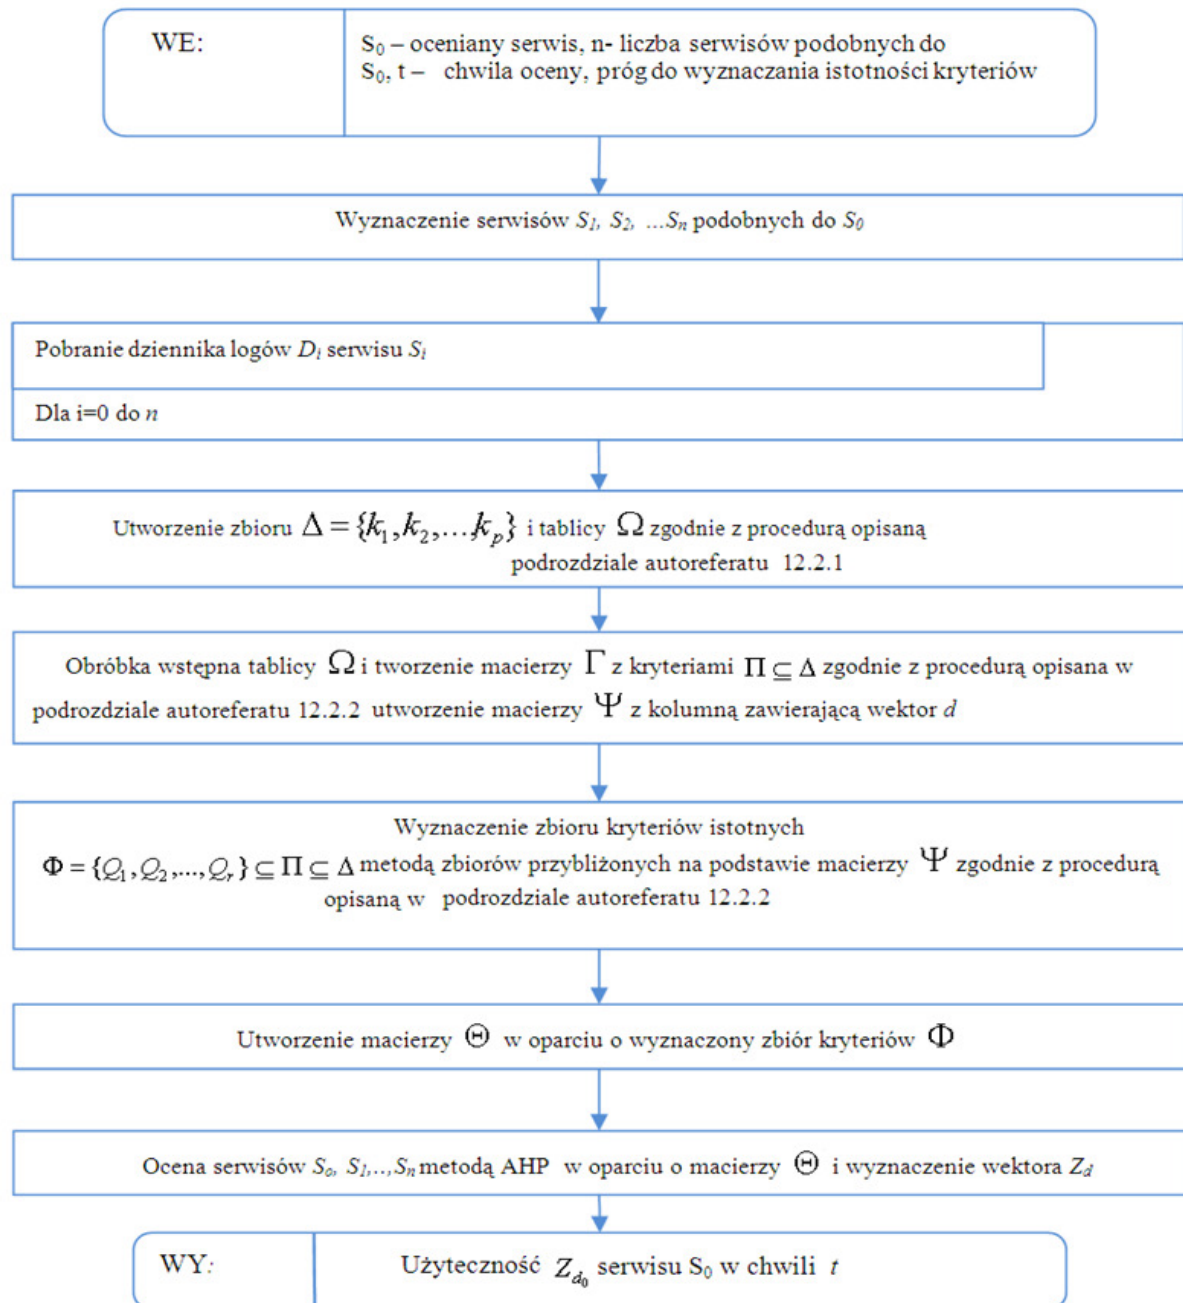 WE:
S₀ – oceniany serwis, n- liczba serwisów podobnych do
S₀, t – chwila oceny, próg do wyznaczania istotności kryteriów
Wyznaczenie serwisów S₁, S₂, ...Sₙ podobnych do S₀
Pobranie dziennika logów Dᵢ serwisu Sᵢ
Dla i=0 do n
Utworzenie zbioru Δ = {k₁,k₂,...kₚ} i tablicy Ω zgodnie z procedurą opisaną
podrozdziale autoreferatu 12.2.1
Obróbka wstępna tablicy Ω i tworzenie macierzy Γ z kryteriami Π ⊆ Δ zgodnie z procedurą opisana w
podrozdziale autoreferatu 12.2.2 utworzenie macierzy Ψ z kolumną zawierającą wektor d
Wyznaczenie zbioru kryteriów istotnych
Φ = {Q₁,Q₂,...,Qᵣ} ⊆ Π ⊆ Δ metodą zbiorów przybliżonych na podstawie macierzy Ψ zgodnie z procedurą
opisaną w podrozdziale autoreferatu 12.2.2
Utworzenie macierzy Θ w oparciu o wyznaczony zbiór kryteriów Φ
Ocena serwisów Sₒ, S₁,..,Sₙ metodą AHP w oparciu o macierzy Θ i wyznaczenie wektora Z_d
WY:
Użyteczność Z_{d₀} serwisu S₀ w chwili t